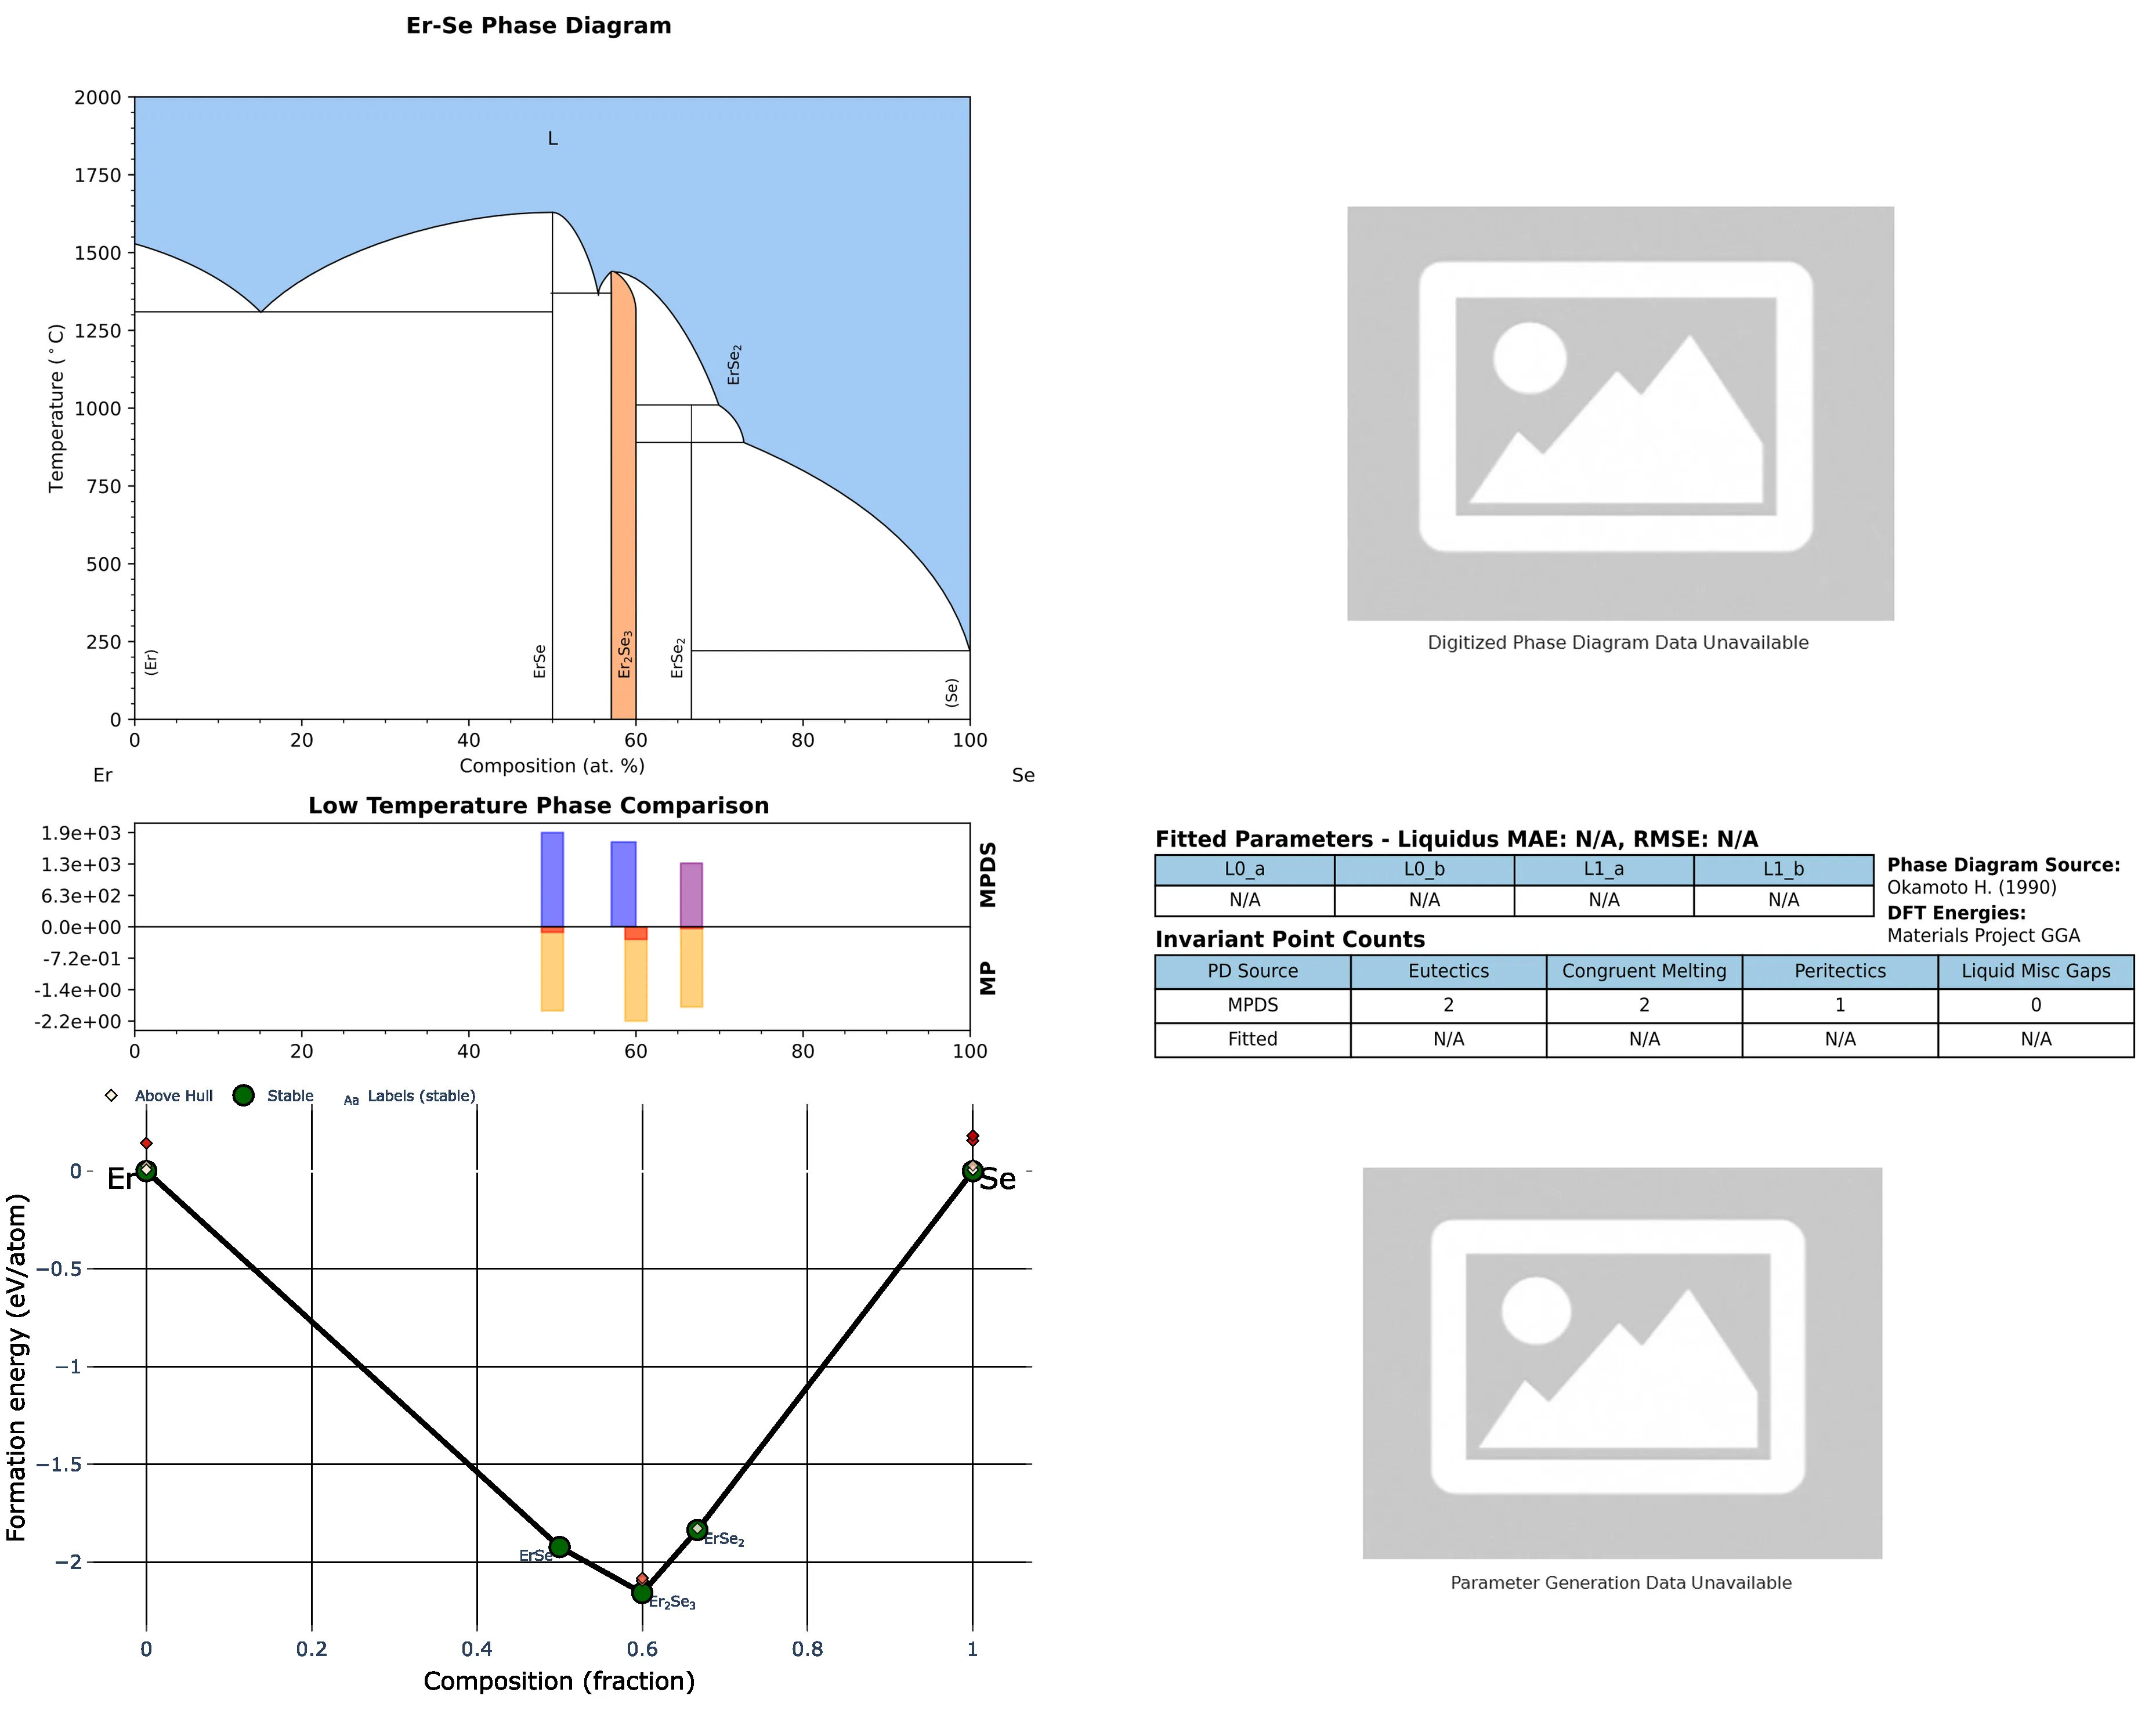 Er-Se Phase Diagram
2000
1750
1500
1250
1000
750
500
250
0
Temperature (°C)
L
ErSe₂
(Er)
ErSe
Er₂Se₃
ErSe₂
(Se)
0 20 40 60 80 100
Composition (at. %)
Er Se
Digitized Phase Diagram Data Unavailable
Low Temperature Phase Comparison
1.9e+03
1.3e+03
6.3e+02
0.0e+00
-7.2e-01
-1.4e+00
-2.2e+00
MPDS
MP
0 20 40 60 80 100
Fitted Parameters - Liquidus MAE: N/A, RMSE: N/A
L0_a L0_b L1_a L1_b
N/A N/A N/A N/A
Phase Diagram Source:
Okamoto H. (1990)
DFT Energies:
Materials Project GGA
Invariant Point Counts
PD Source Eutectics Congruent Melting Peritectics Liquid Misc Gaps
MPDS 2 2 1 0
Fitted N/A N/A N/A N/A
Above Hull Stable Aa Labels (stable)
0
−0.5
−1
−1.5
−2
Formation energy (eV/atom)
Er
Se
ErSe
ErSe₂
Er₂Se₃
0 0.2 0.4 0.6 0.8 1
Composition (fraction)
Parameter Generation Data Unavailable